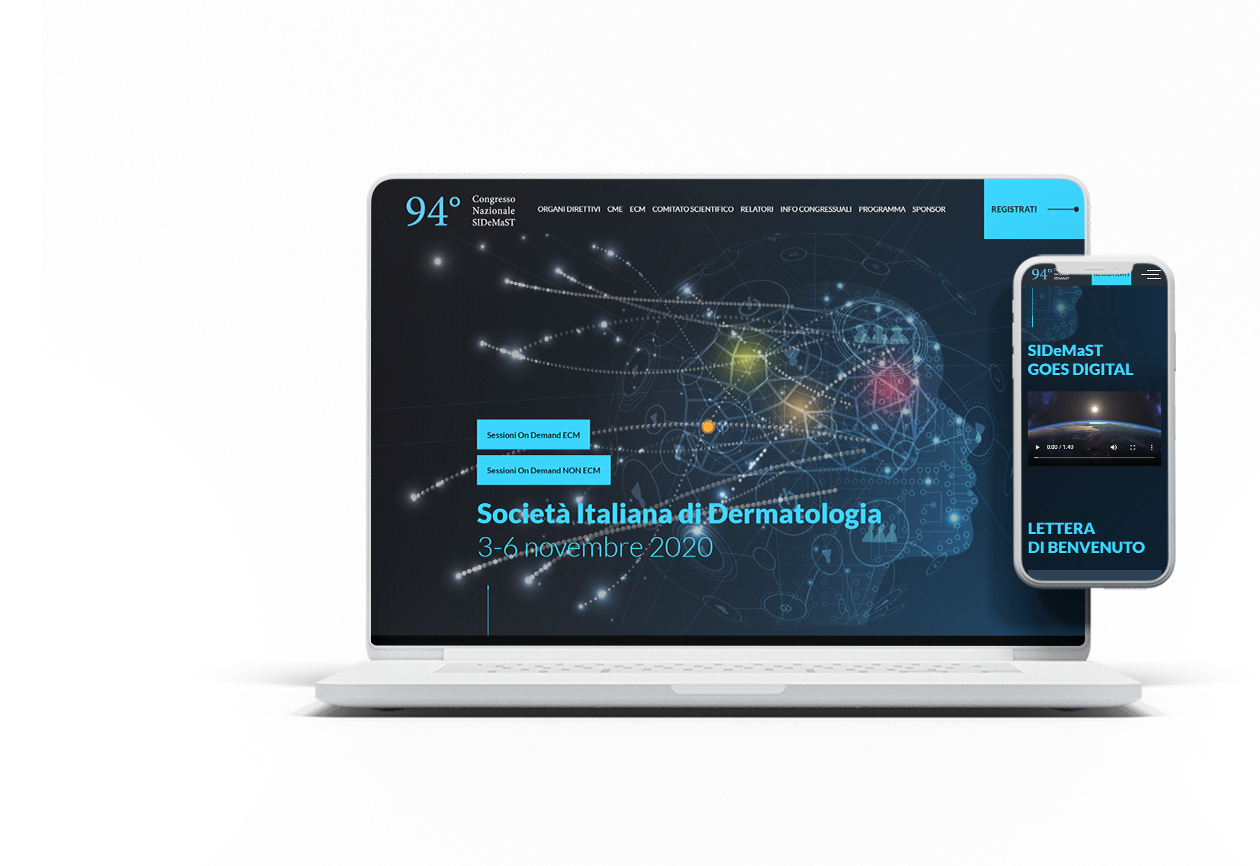 94°
Congresso
Nazionale
SIDeMaST
ORGANI DIRETTIVI CME ECM COMITATO SCIENTIFICO RELATORI INFO CONGRESSUALI PROGRAMMA SPONSOR
REGISTRATI
Sessioni On Demand ECM
Sessioni On Demand NON ECM
Società Italiana di Dermatologia
3-6 novembre 2020
94°
REGISTRATI
SIDeMaST
GOES DIGITAL
0:00 / 1:40
LETTERA
DI BENVENUTO